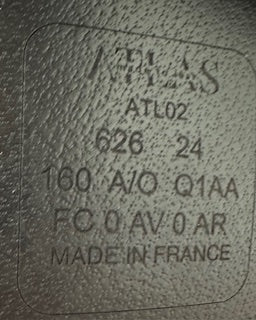 ATLAS
ATL02
626 24
160 A/O Q1AA
FC 0 AV 0 AR
MADE IN FRANCE